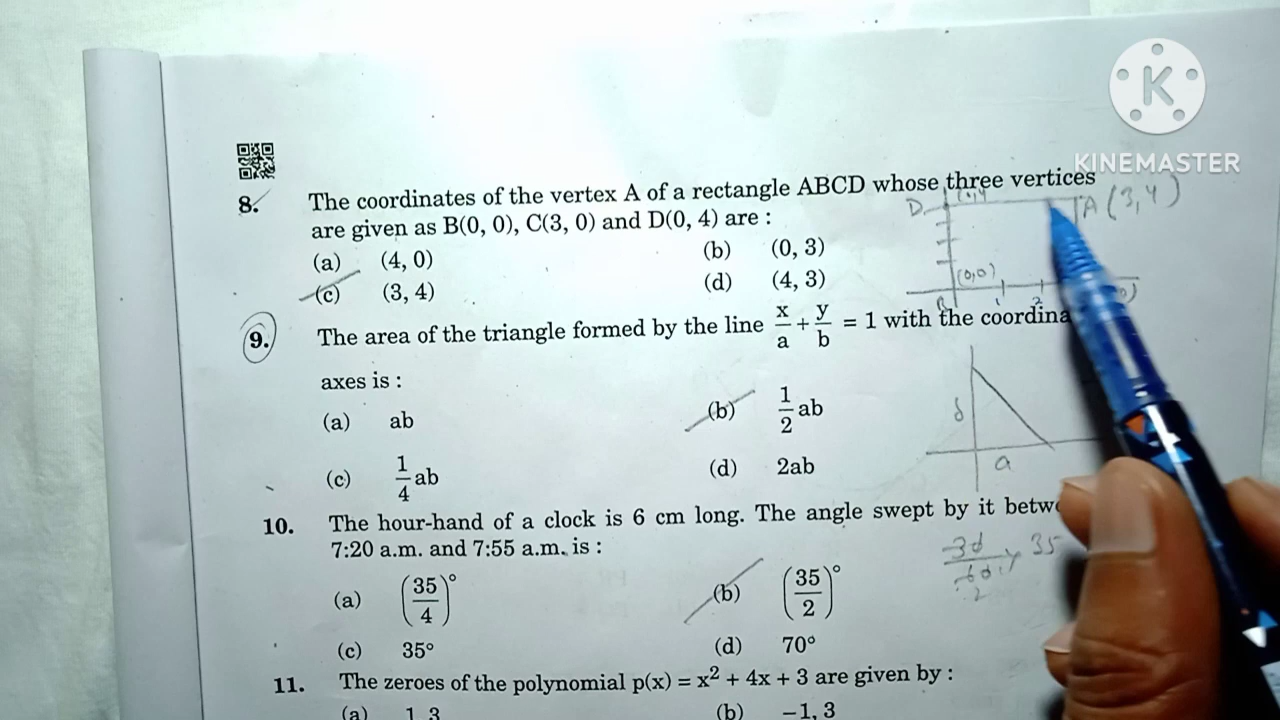 KINEMASTER
8. The coordinates of the vertex A of a rectangle ABCD whose three vertices
are given as B(0, 0), C(3, 0) and D(0, 4) are :
D A (3,4)
(a) (4, 0) (b) (0, 3)
(0,0)
(c) (3, 4) (d) (4, 3)
B 1 2
9. The area of the triangle formed by the line x/a + y/b = 1 with the
axes is :
(a) ab (b) 1/2 ab
b
a
(c) 1/4 ab (d) 2ab
10. The hour-hand of a clock is 6 cm long. The angle swept by it
7:20 a.m. and 7:55 a.m. is :
35
(a) (35/4)° (b) (35/2)°
2
(c) 35° (d) 70°
11. The zeroes of the polynomial p(x) = x² + 4x + 3 are given by :
(a) 1, 3 (b) −1, 3